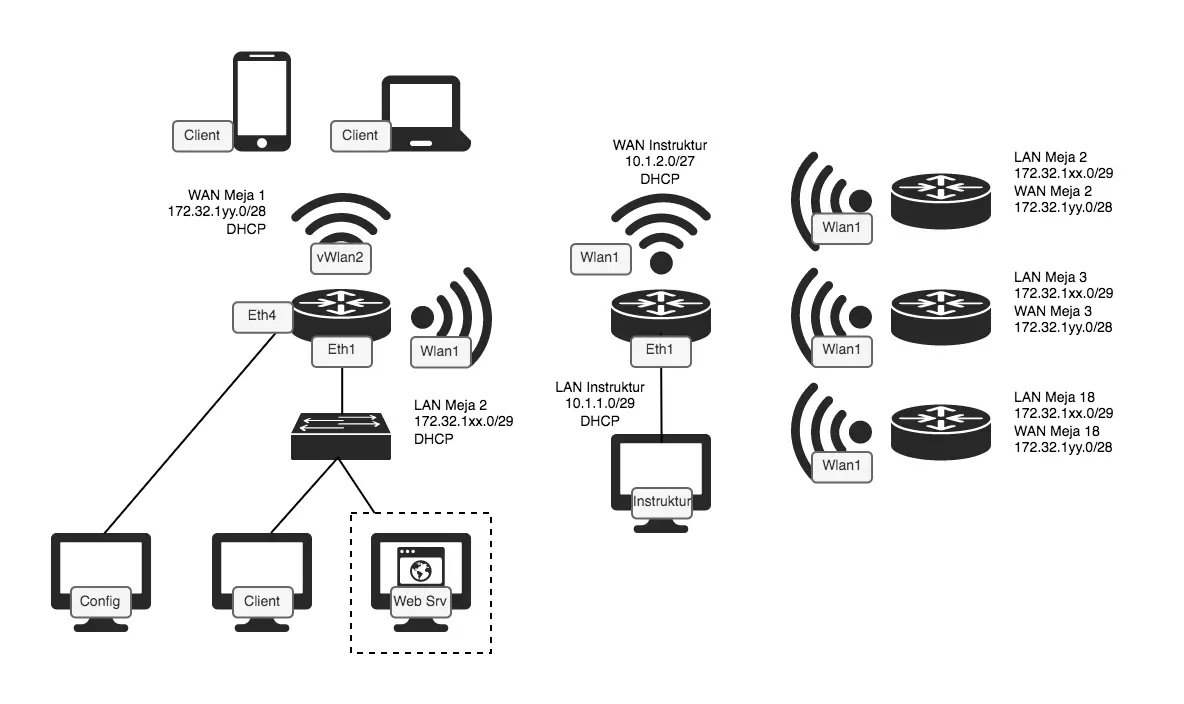 Client
Client
WAN Meja 1
172.32.1yy.0/28
DHCP
vWlan2
Eth4
Eth1
Wlan1
LAN Meja 2
172.32.1xx.0/29
DHCP
Config
Client
Web Srv
WAN Instruktur
10.1.2.0/27
DHCP
Wlan1
Eth1
LAN Instruktur
10.1.1.0/29
DHCP
Instruktur
Wlan1
LAN Meja 2
172.32.1xx.0/29
WAN Meja 2
172.32.1yy.0/28
Wlan1
LAN Meja 3
172.32.1xx.0/29
WAN Meja 3
172.32.1yy.0/28
Wlan1
LAN Meja 18
172.32.1xx.0/29
WAN Meja 18
172.32.1yy.0/28